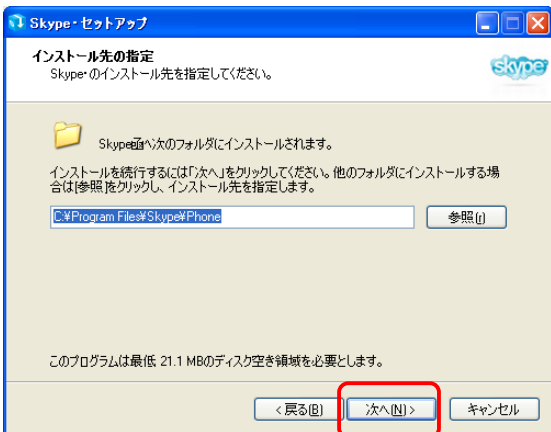 Skype・セットアップ
インストール先の指定
Skype・のインストール先を指定してください。
skype
Skype凾ﾍ次のフォルダにインストールされます。
インストールを続行するには「次へ」をクリックしてください。他のフォルダにインストールする場
合は[参照]をクリックし、インストール先を指定します。
C:¥Program Files¥Skype¥Phone
参照(r)
このプログラムは最低 21.1 MBのディスク空き領域を必要とします。
<戻る(B)
次へ(N)>
キャンセル